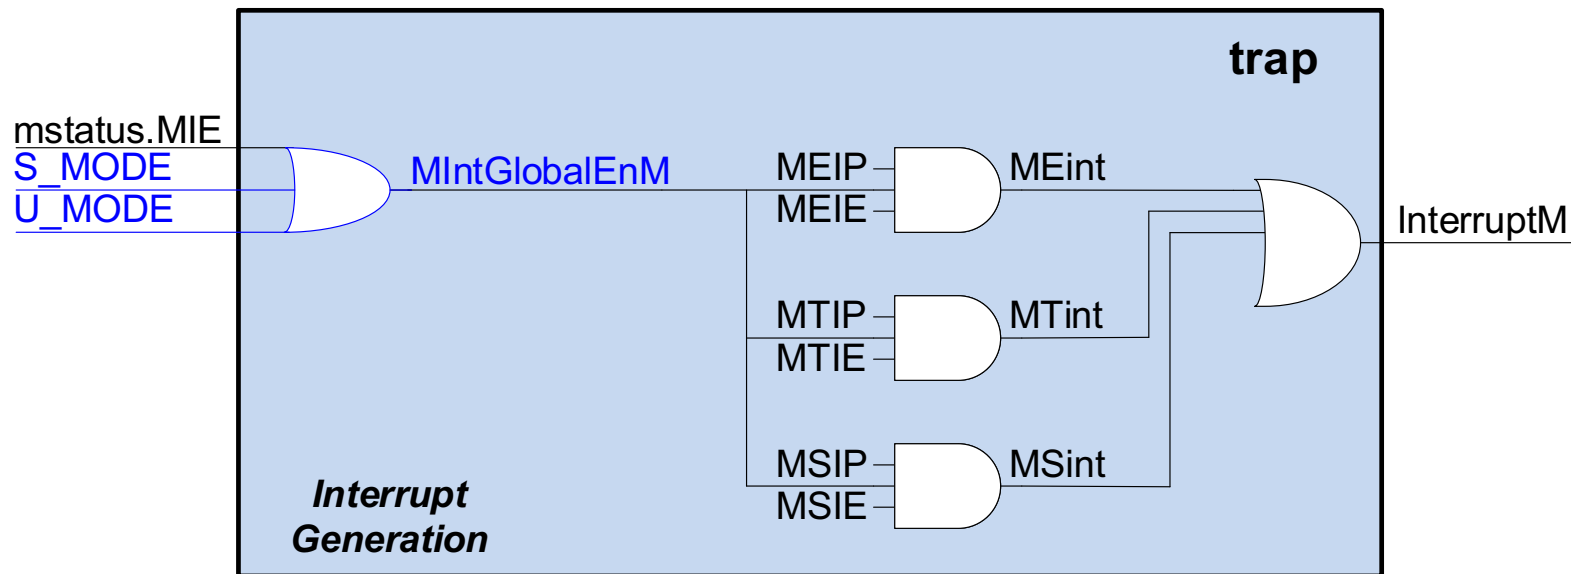 trap
mstatus.MIE
S_MODE
U_MODE
MIntGlobalEnM
MEIP
MEIE
MEint
InterruptM
MTIP
MTIE
MTint
MSIP
MSIE
MSint
Interrupt
Generation